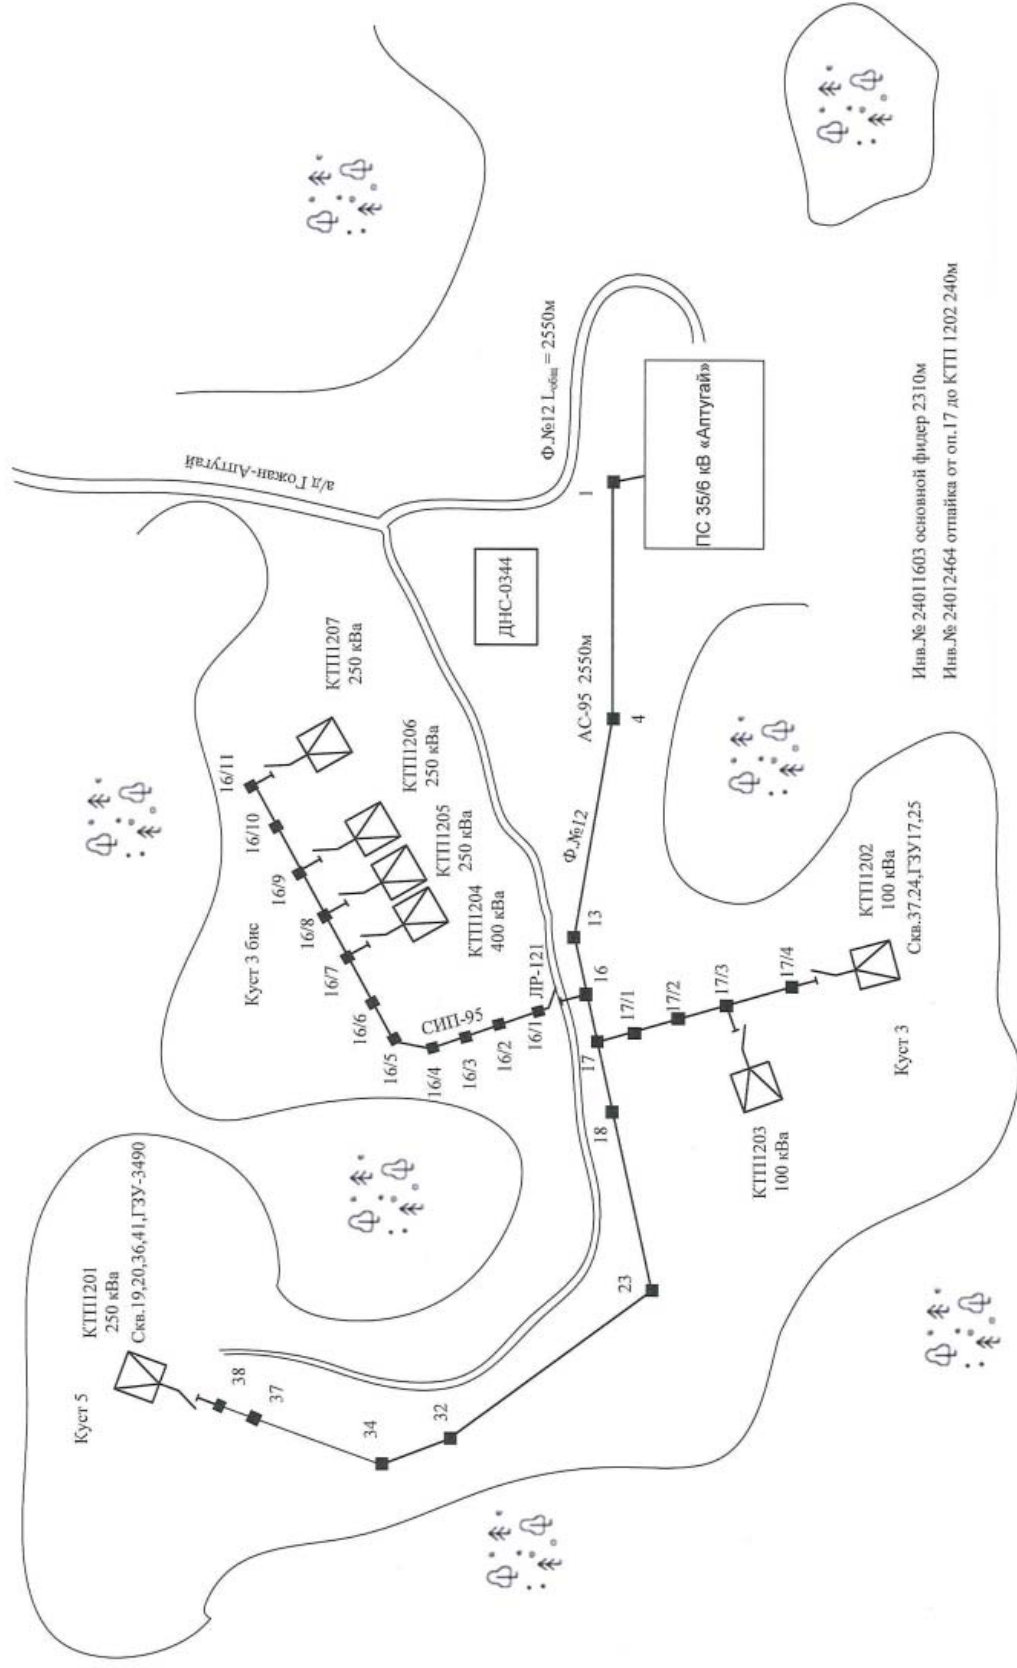 КТП1201
250 кВа
Скв.19,20,36,41,ГЗУ-3490
Куст 5
38
37
34
32
23
18
17
16
13
4
1
Куст 3 бис
16/11
16/10
16/9
16/8
16/7
16/6
16/5
16/4
16/3
16/2
16/1
СИП-95
ЛР-121
КТП1207
250 кВа
КТП1206
250 кВа
КТП1205
250 кВа
КТП1204
400 кВа
а/д Гожан-Аптугай
ДНС-0344
Ф.№12 Lобщ = 2550м
АС-95 2550м
Ф.№12
ПС 35/6 кВ «Аптугай»
17/1
17/2
17/3
17/4
КТП1203
100 кВа
КТП1202
100 кВа
Скв.37.24,ГЗУ17,25
Куст 3
Инв.№ 24011603 основной фидер 2310м
Инв.№ 24012464 отпайка от оп.17 до КТП 1202 240м